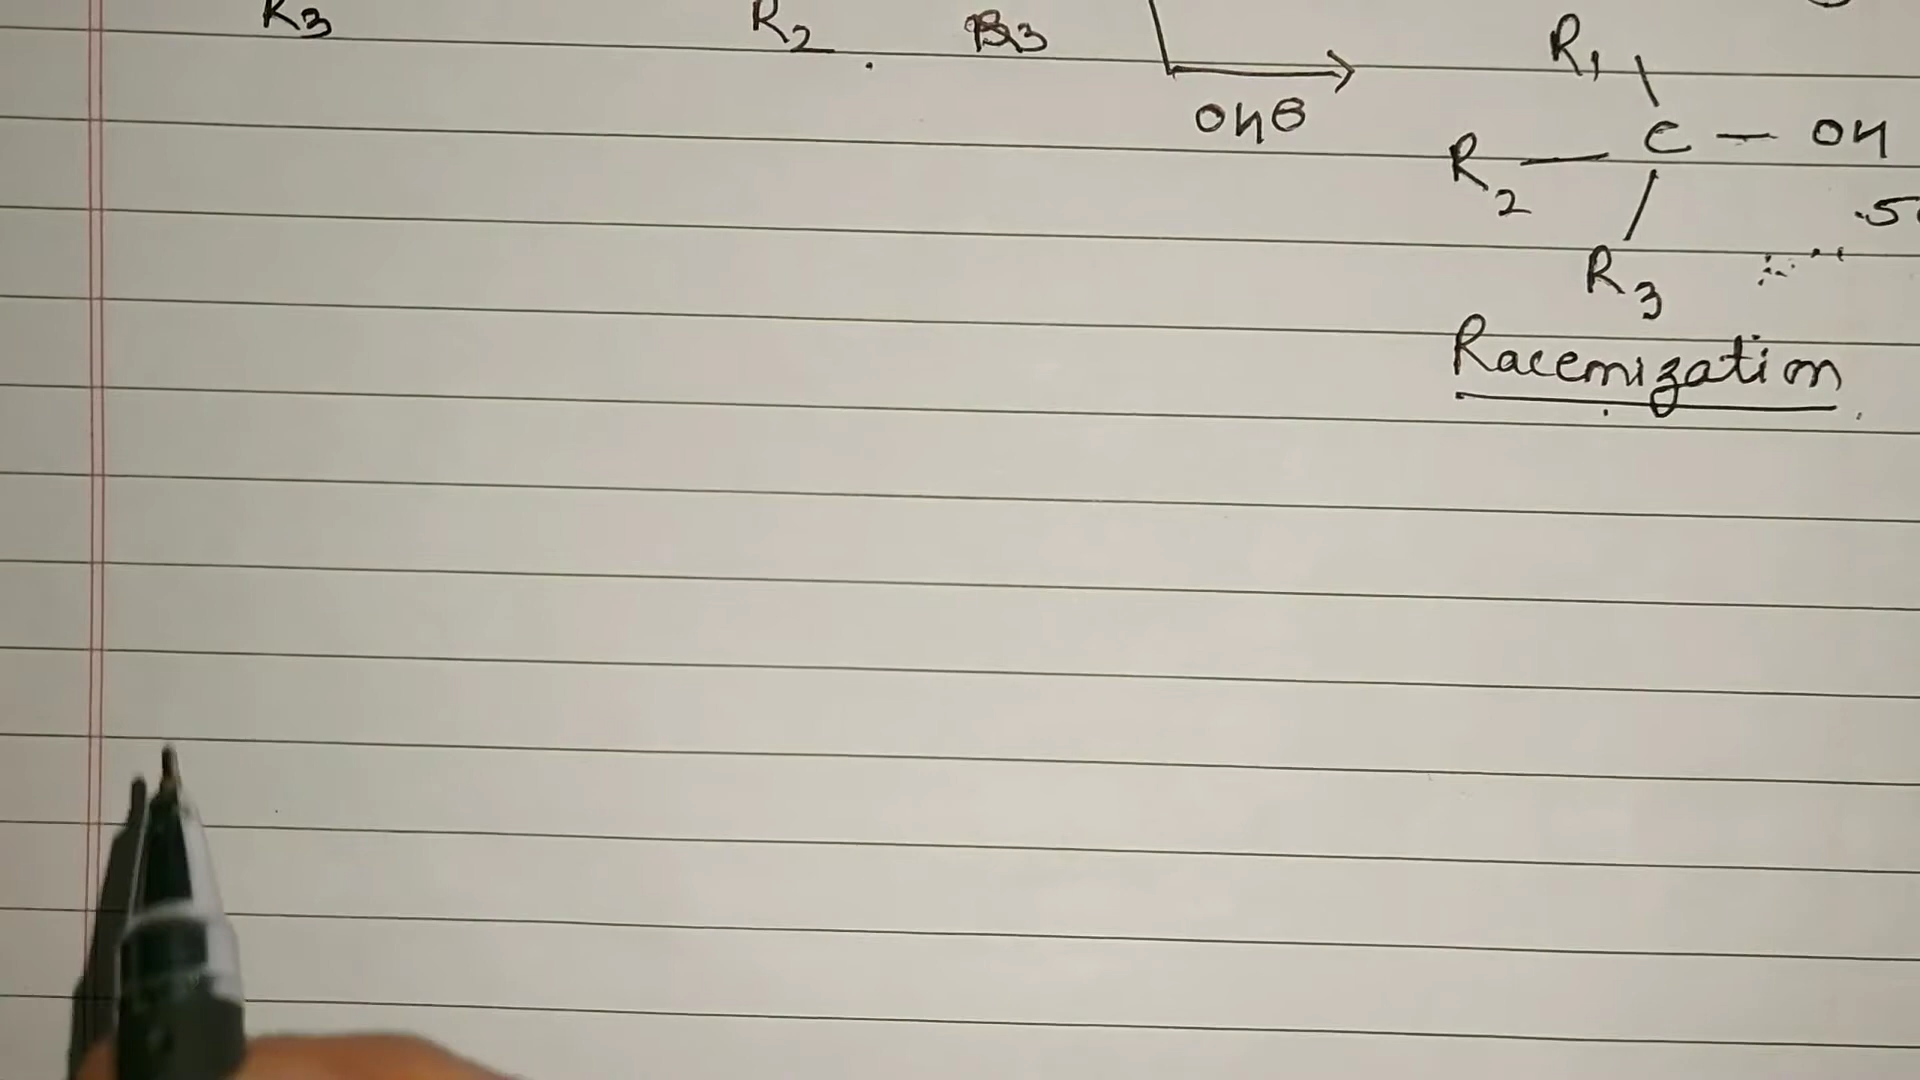 R3 R2 R3 R1
OH⊖
R2 — C — OH
R3
Racemization